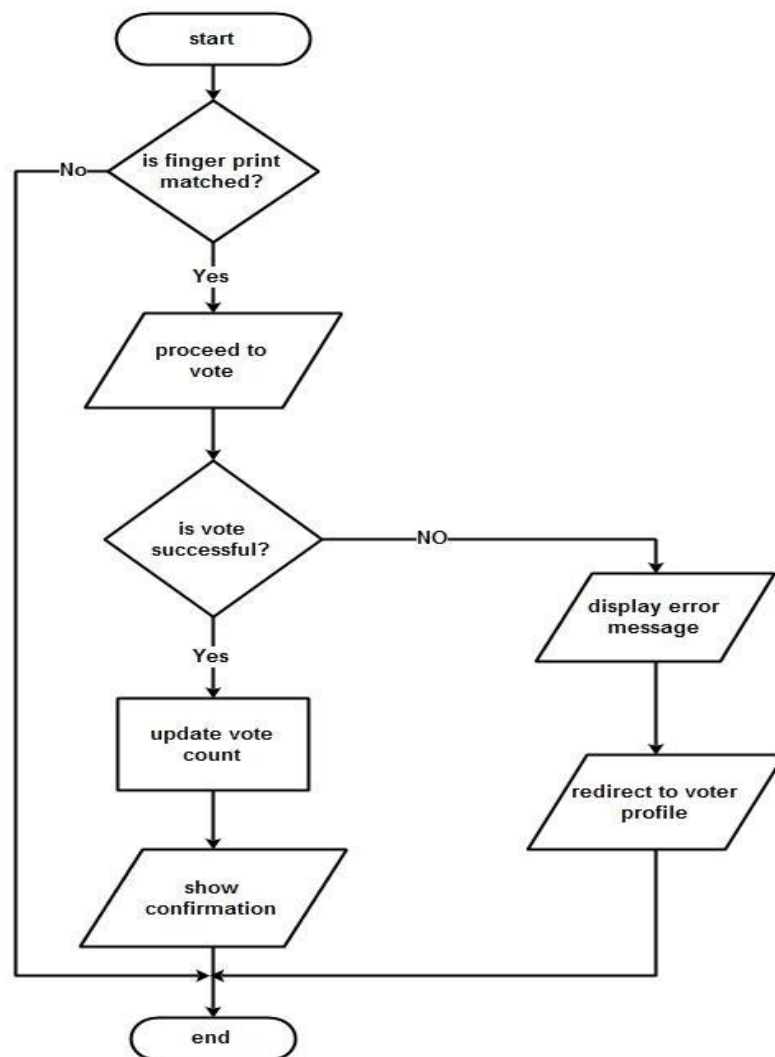 start
is finger print
matched?
No
Yes
proceed to
vote
is vote
successful?
NO
Yes
display error
message
update vote
count
redirect to voter
profile
show
confirmation
end